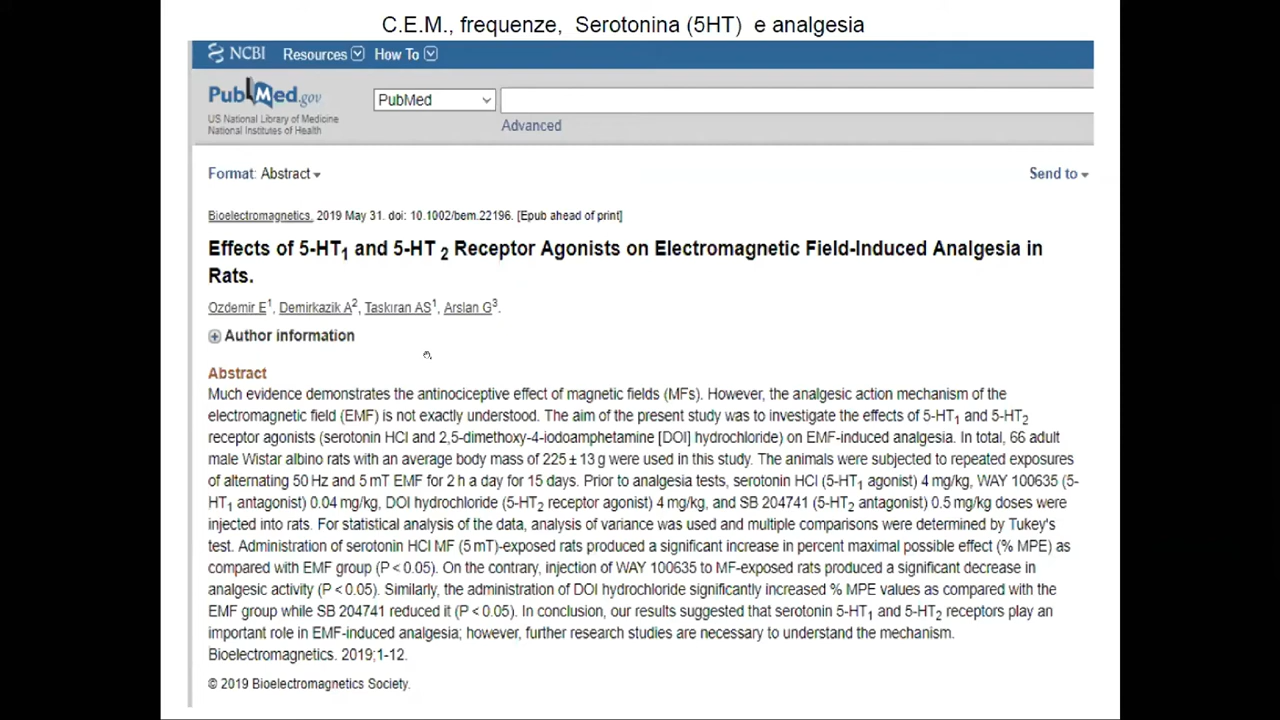 C.E.M., frequenze, Serotonina (5HT) e analgesia
NCBI Resources How To
PubMed.gov
US National Library of Medicine
National Institutes of Health
PubMed
Advanced
Format: Abstract
Send to
Bioelectromagnetics. 2019 May 31. doi: 10.1002/bem.22196. [Epub ahead of print]
Effects of 5-HT1 and 5-HT 2 Receptor Agonists on Electromagnetic Field-Induced Analgesia in
Rats.
Ozdemir E1, Demirkazik A2, Taskıran AS1, Arslan G3.
Author information
Abstract
Much evidence demonstrates the antinociceptive effect of magnetic fields (MFs). However, the analgesic action mechanism of the
electromagnetic field (EMF) is not exactly understood. The aim of the present study was to investigate the effects of 5-HT1 and 5-HT2
receptor agonists (serotonin HCl and 2,5-dimethoxy-4-iodoamphetamine [DOI] hydrochloride) on EMF-induced analgesia. In total, 66 adult
male Wistar albino rats with an average body mass of 225 ± 13 g were used in this study. The animals were subjected to repeated exposures
of alternating 50 Hz and 5 mT EMF for 2 h a day for 15 days. Prior to analgesia tests, serotonin HCl (5-HT1 agonist) 4 mg/kg, WAY 100635 (5-
HT1 antagonist) 0.04 mg/kg, DOI hydrochloride (5-HT2 receptor agonist) 4 mg/kg, and SB 204741 (5-HT2 antagonist) 0.5 mg/kg doses were
injected into rats. For statistical analysis of the data, analysis of variance was used and multiple comparisons were determined by Tukey's
test. Administration of serotonin HCl MF (5 mT)-exposed rats produced a significant increase in percent maximal possible effect (% MPE) as
compared with EMF group (P < 0.05). On the contrary, injection of WAY 100635 to MF-exposed rats produced a significant decrease in
analgesic activity (P < 0.05). Similarly, the administration of DOI hydrochloride significantly increased % MPE values as compared with the
EMF group while SB 204741 reduced it (P < 0.05). In conclusion, our results suggested that serotonin 5-HT1 and 5-HT2 receptors play an
important role in EMF-induced analgesia; however, further research studies are necessary to understand the mechanism.
Bioelectromagnetics. 2019;1-12.
© 2019 Bioelectromagnetics Society.